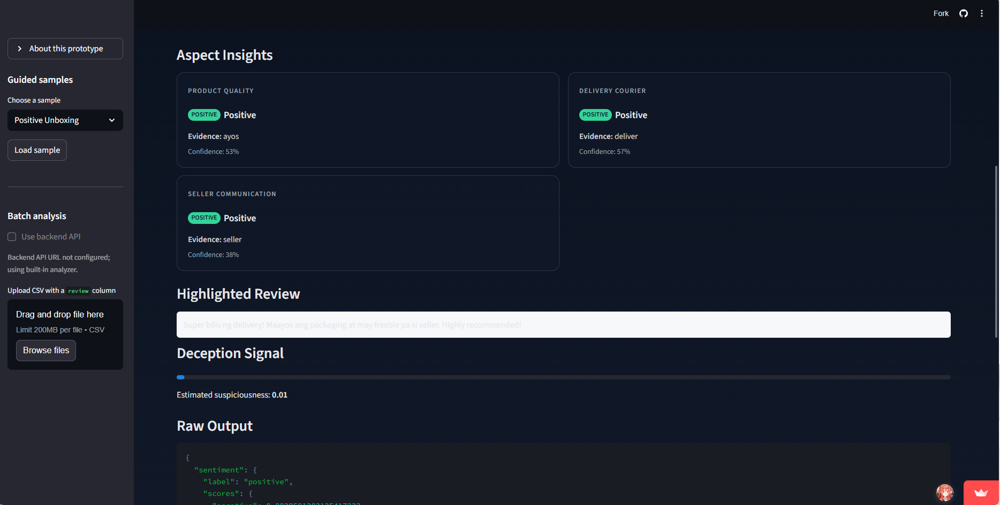 Fork
About this prototype
Guided samples
Choose a sample
Positive Unboxing
Load sample
Batch analysis
Use backend API
Backend API URL not configured;
using built-in analyzer.
Upload CSV with a review column
Drag and drop file here
Limit 200MB per file • CSV
Browse files
Aspect Insights
PRODUCT QUALITY
POSITIVE Positive
Evidence: ayos
Confidence: 53%
DELIVERY COURIER
POSITIVE Positive
Evidence: deliver
Confidence: 57%
SELLER COMMUNICATION
POSITIVE Positive
Evidence: seller
Confidence: 38%
Highlighted Review
Super bilis ng delivery! Maayos ang packaging at may freebie pa si seller. Highly recommended!
Deception Signal
Estimated suspiciousness: 0.01
Raw Output
{
"sentiment": {
"label": "positive",
"scores": {